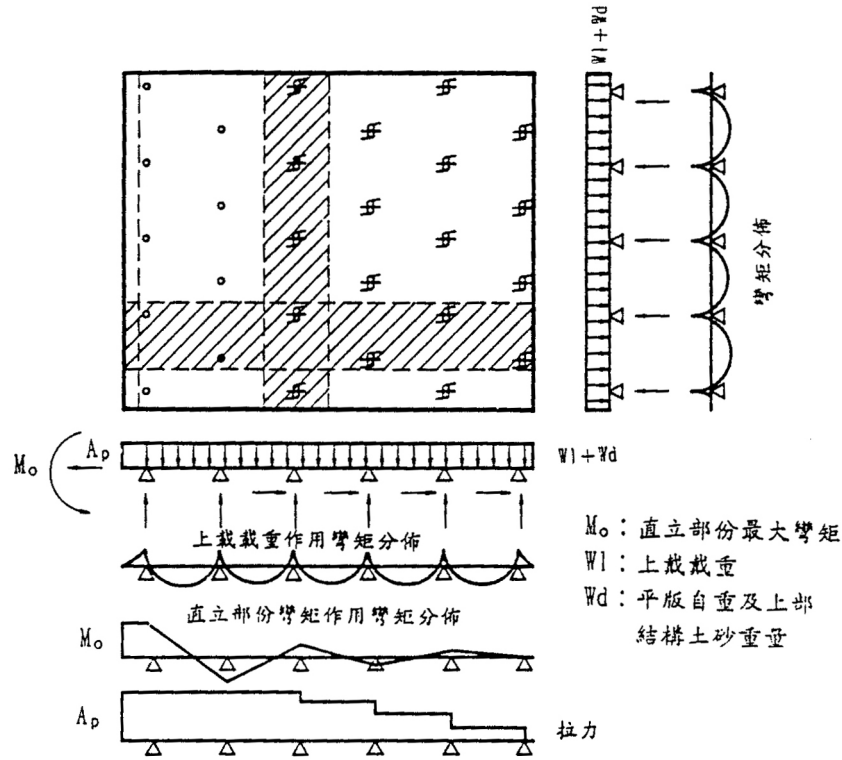 Wl+Wd
彎矩分佈
Mo
Ap
Wl+Wd
上載載重作用彎矩分佈
Mo：直立部份最大彎矩
Wl：上載載重
Wd：平版自重及上部
結構土砂重量
直立部份彎矩作用彎矩分佈
Mo
Ap
拉力